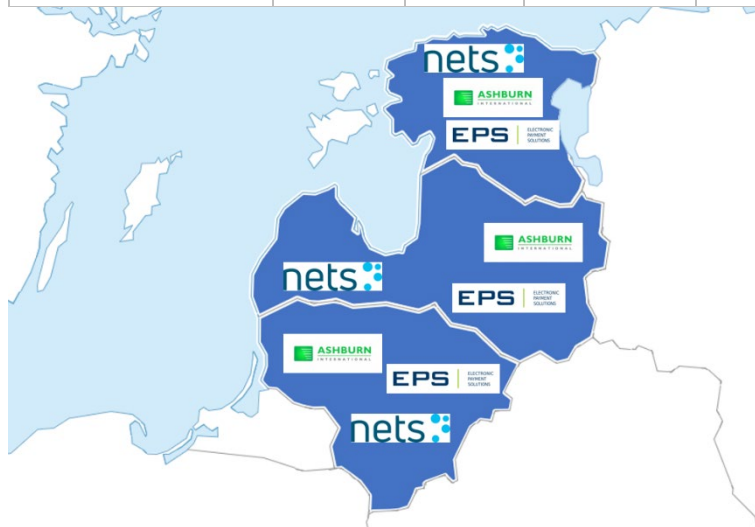 nets
ASHBURN
INTERNATIONAL
EPS
ELECTRONIC
PAYMENT
SOLUTIONS
ASHBURN
INTERNATIONAL
nets
EPS
ELECTRONIC
PAYMENT
SOLUTIONS
ASHBURN
INTERNATIONAL
EPS
ELECTRONIC
PAYMENT
SOLUTIONS
nets